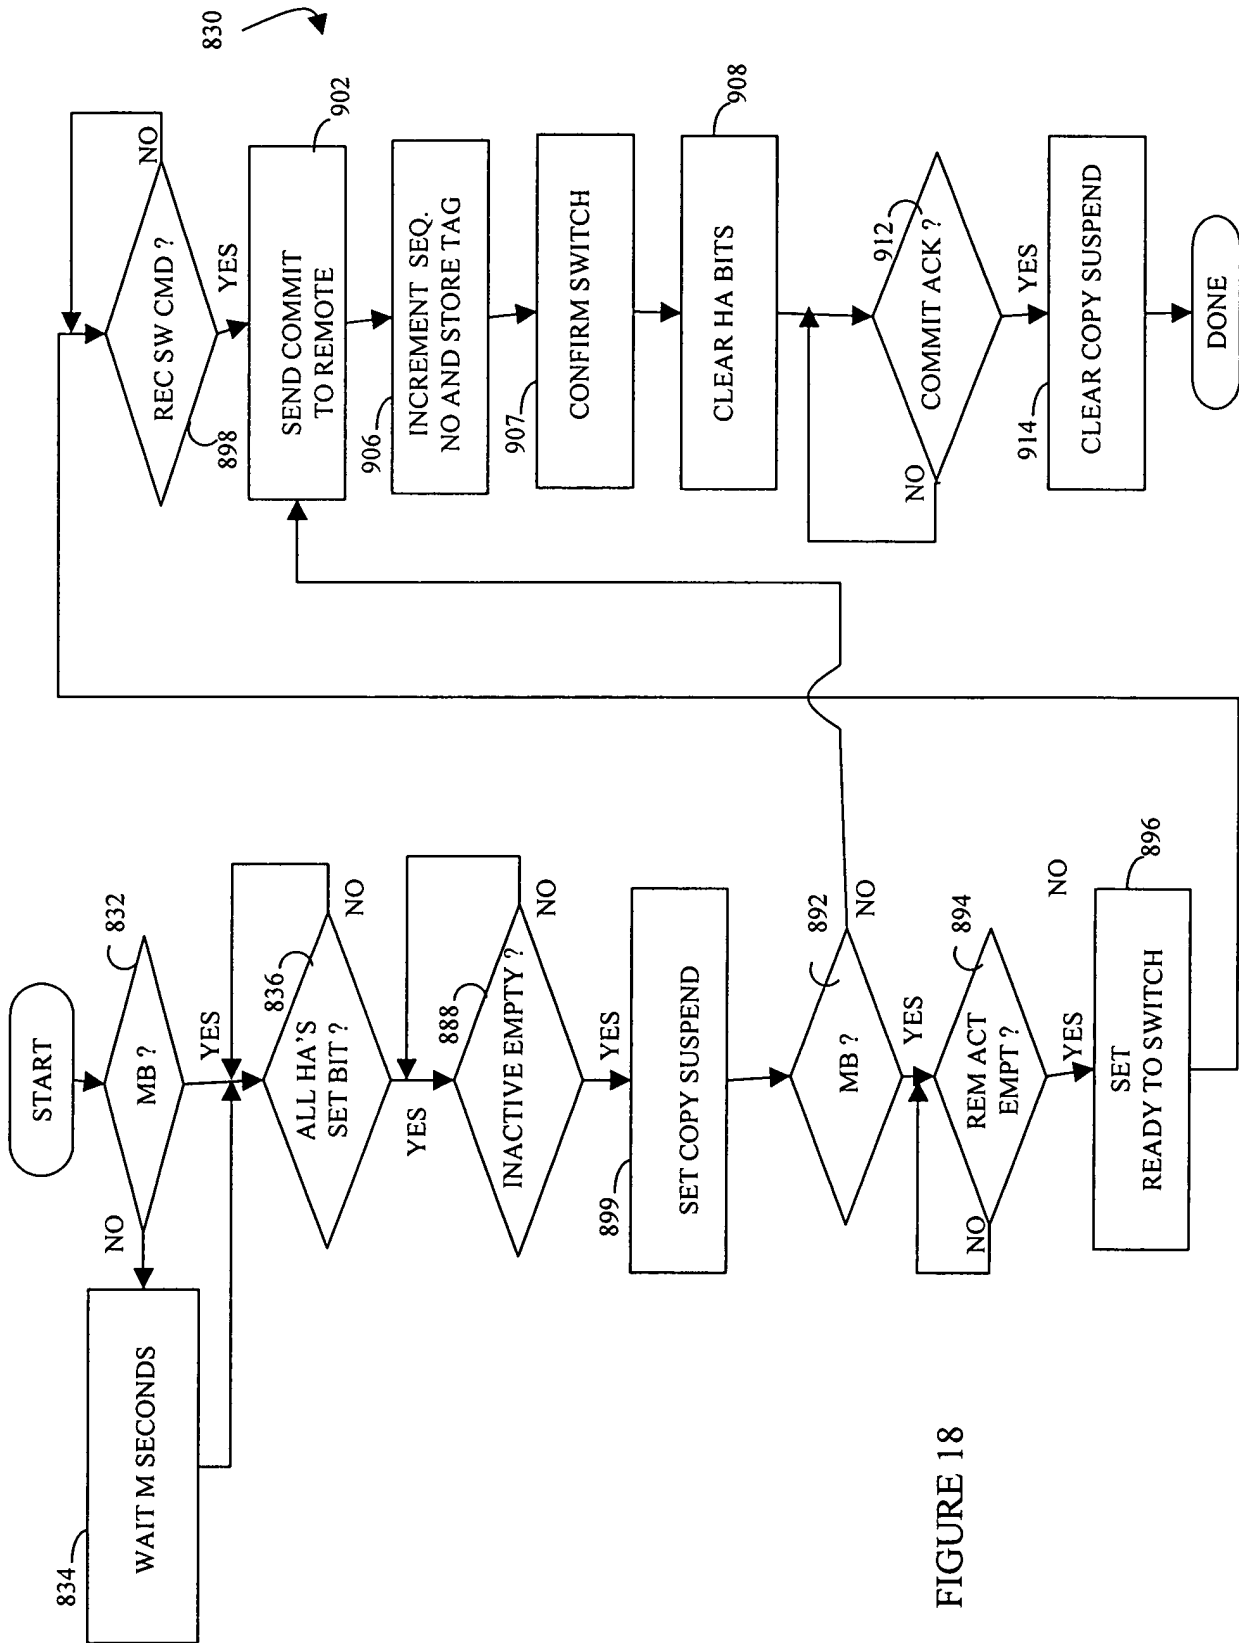 START
832
MB ?
NO
YES
834
WAIT M SECONDS
836
ALL HA'S
SET BIT ?
NO
YES
888
INACTIVE EMPTY ?
NO
YES
899
SET COPY SUSPEND
892
MB ?
NO
YES
894
REM ACT
EMPT ?
NO
YES
NO
896
SET
READY TO SWITCH
830
REC SW CMD ?
NO
898
YES
902
SEND COMMIT
TO REMOTE
906
INCREMENT SEQ.
NO AND STORE TAG
907
CONFIRM SWITCH
908
CLEAR HA BITS
912
COMMIT ACK ?
NO
YES
914
CLEAR COPY SUSPEND
DONE
FIGURE 18